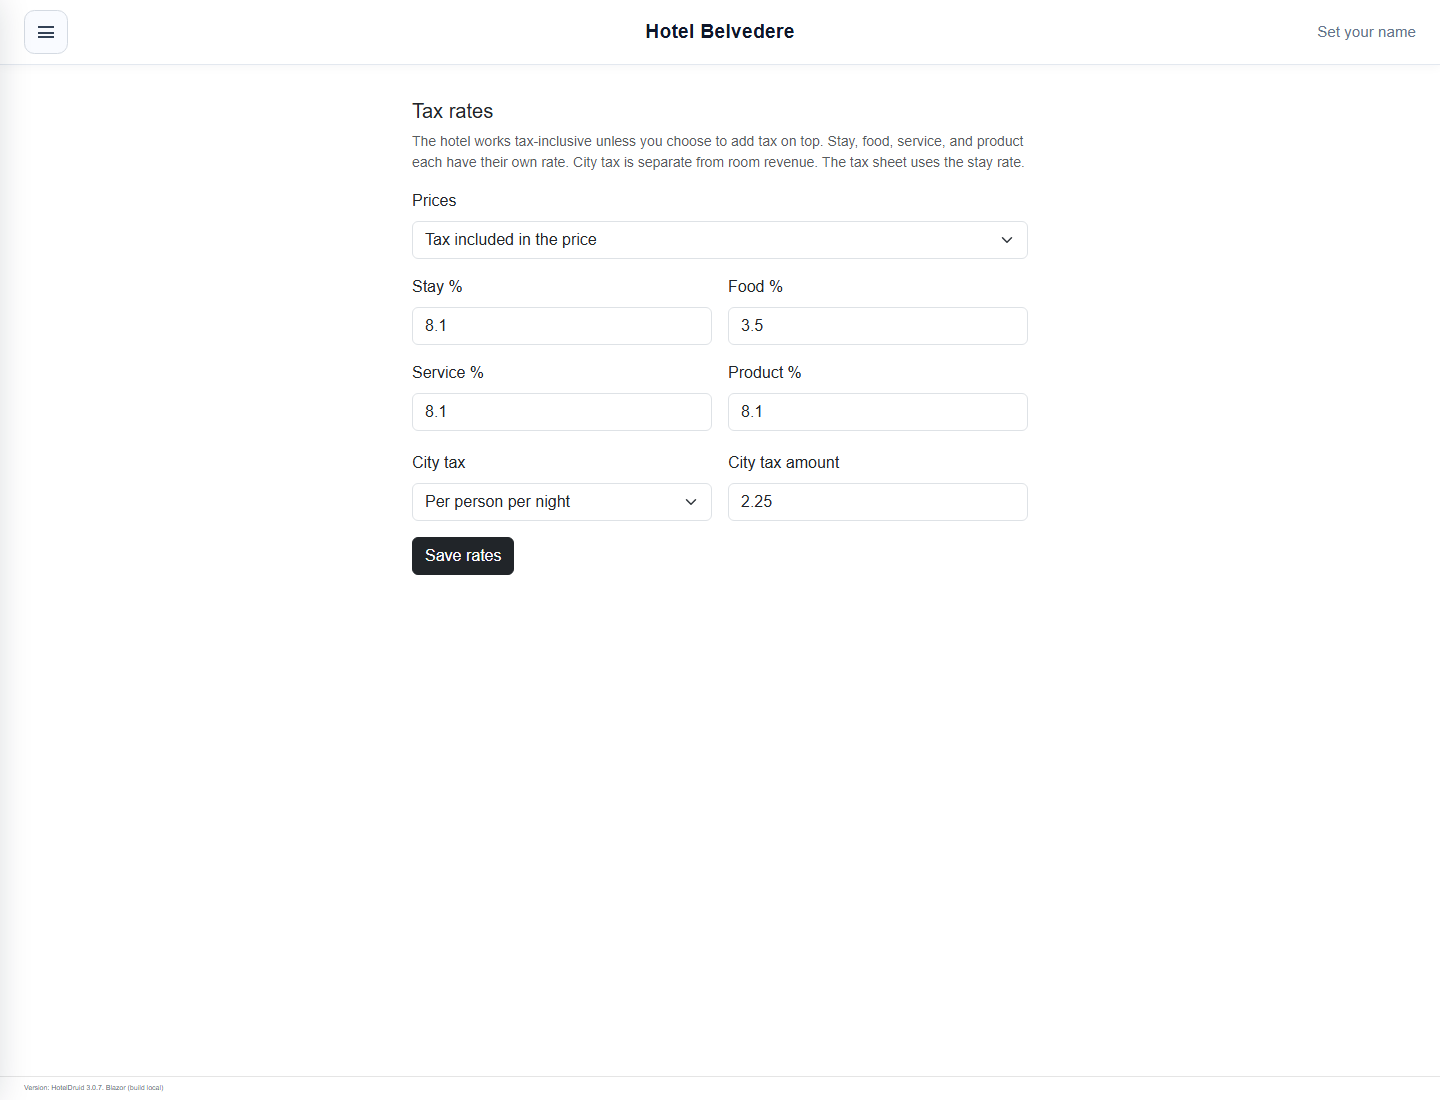 Hotel Belvedere
Set your name
Tax rates
The hotel works tax-inclusive unless you choose to add tax on top. Stay, food, service, and product
each have their own rate. City tax is separate from room revenue. The tax sheet uses the stay rate.
Prices
Tax included in the price
Stay %
Food %
8.1
3.5
Service %
Product %
8.1
8.1
City tax
City tax amount
Per person per night
2.25
Save rates
Version: HotelDruid 3.0.7. Blazor (build local)